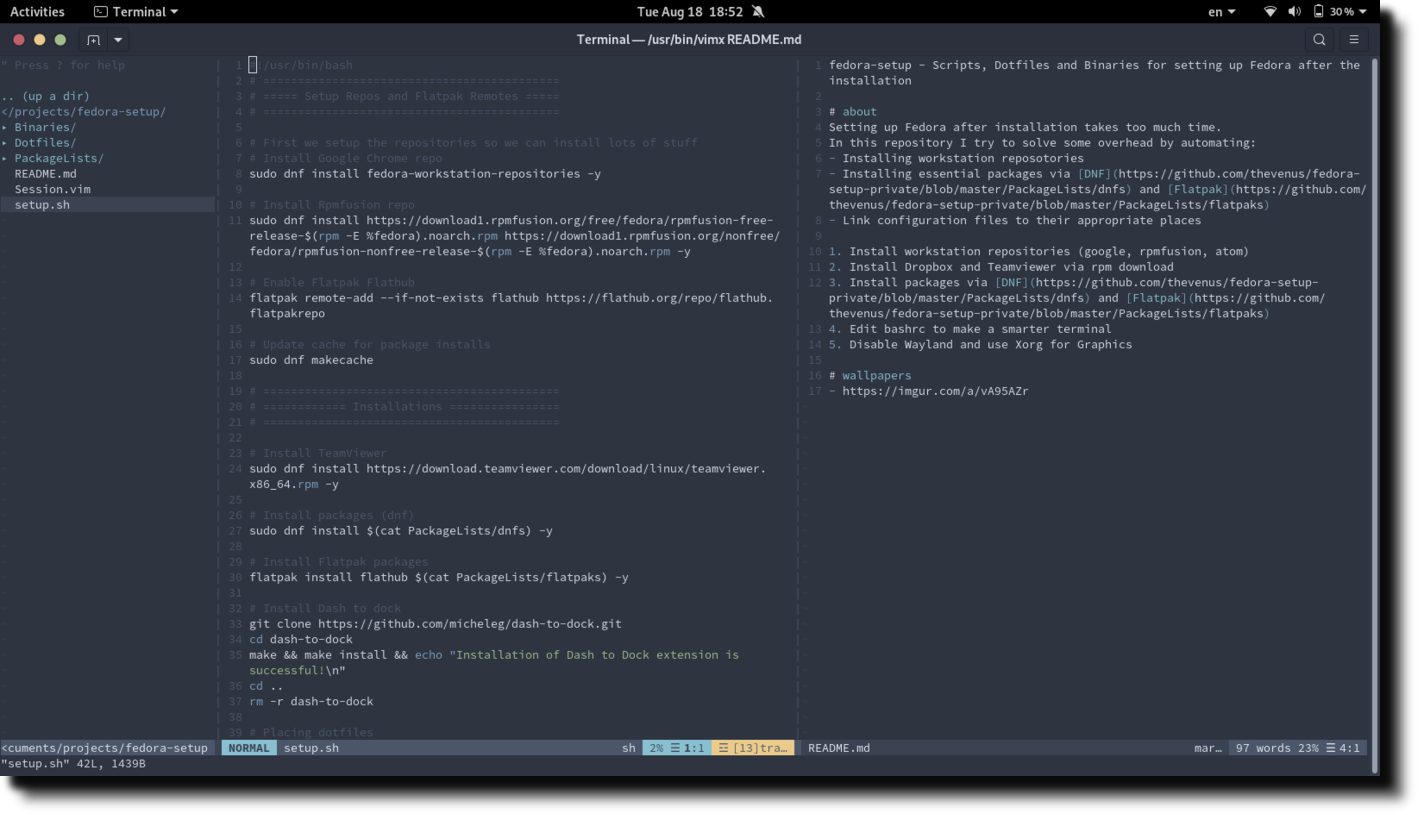 Activities Terminal Tue Aug 18 18:52 en 30 %
Terminal — /usr/bin/vimx README.md
" Press ? for help
.. (up a dir)
</projects/fedora-setup/
▸ Binaries/
▸ Dotfiles/
▸ PackageLists/
README.md
Session.vim
setup.sh
<cuments/projects/fedora-setup
1 #!/usr/bin/bash
2 # ===========================================
3 # ===== Setup Repos and Flatpak Remotes =====
4 # ===========================================
5
6 # First we setup the repositories so we can install lots of stuff
7 # Install Google Chrome repo
8 sudo dnf install fedora-workstation-repositories -y
9
10 # Install Rpmfusion repo
11 sudo dnf install https://download1.rpmfusion.org/free/fedora/rpmfusion-free-
release-$(rpm -E %fedora).noarch.rpm https://download1.rpmfusion.org/nonfree/
fedora/rpmfusion-nonfree-release-$(rpm -E %fedora).noarch.rpm -y
12
13 # Enable Flatpak Flathub
14 flatpak remote-add --if-not-exists flathub https://flathub.org/repo/flathub.
flatpakrepo
15
16 # Update cache for package installs
17 sudo dnf makecache
18
19 # ===========================================
20 # ============ Installations ================
21 # ===========================================
22
23 # Install TeamViewer
24 sudo dnf install https://download.teamviewer.com/download/linux/teamviewer.
x86_64.rpm -y
25
26 # Install packages (dnf)
27 sudo dnf install $(cat PackageLists/dnfs) -y
28
29 # Install Flatpak packages
30 flatpak install flathub $(cat PackageLists/flatpaks) -y
31
32 # Install Dash to dock
33 git clone https://github.com/micheleg/dash-to-dock.git
34 cd dash-to-dock
35 make && make install && echo "Installation of Dash to Dock extension is
successful!\n"
36 cd ..
37 rm -r dash-to-dock
38
39 # Placing dotfiles
NORMAL setup.sh sh 2% ☰ 1:1 ☲ [13]tra…
1 fedora-setup - Scripts, Dotfiles and Binaries for setting up Fedora after the
installation
2
3 # about
4 Setting up Fedora after installation takes too much time.
5 In this repository I try to solve some overhead by automating:
6 - Installing workstation reposotories
7 - Installing essential packages via [DNF](https://github.com/thevenus/fedora-
setup-private/blob/master/PackageLists/dnfs) and [Flatpak](https://github.com/
thevenus/fedora-setup-private/blob/master/PackageLists/flatpaks)
8 - Link configuration files to their appropriate places
9
10 1. Install workstation repositories (google, rpmfusion, atom)
11 2. Install Dropbox and Teamviewer via rpm download
12 3. Install packages via [DNF](https://github.com/thevenus/fedora-setup-
private/blob/master/PackageLists/dnfs) and [Flatpak](https://github.com/
thevenus/fedora-setup-private/blob/master/PackageLists/flatpaks)
13 4. Edit bashrc to make a smarter terminal
14 5. Disable Wayland and use Xorg for Graphics
15
16 # wallpapers
17 - https://imgur.com/a/vA95AZr
README.md mar… 97 words 23% ☰ 4:1
"setup.sh" 42L, 1439B